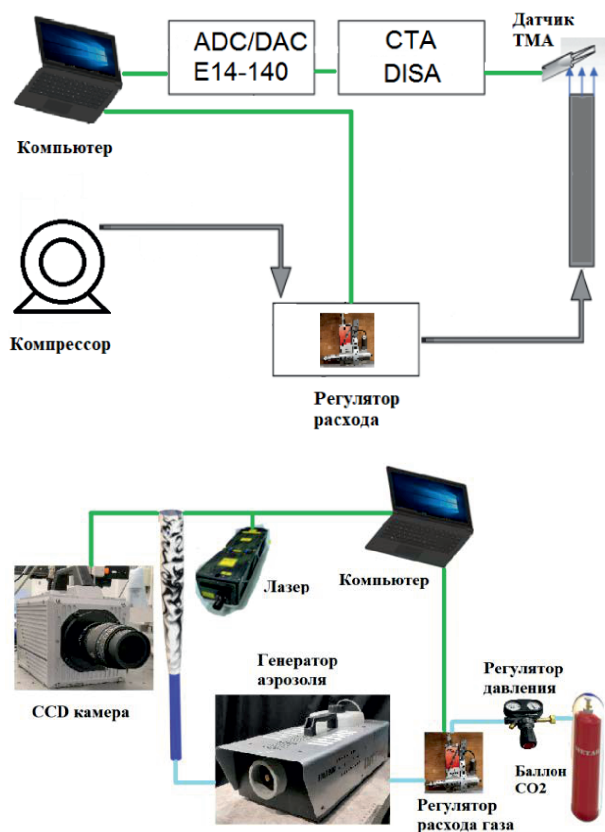 Датчик
ТМА
ADC/DAC
E14-140
CTA
DISA
Компьютер
Компрессор
Регулятор
расхода
Компьютер
Лазер
Генератор
аэрозоля
Регулятор
давления
CCD камера
Баллон
CO2
Регулятор
расхода газа